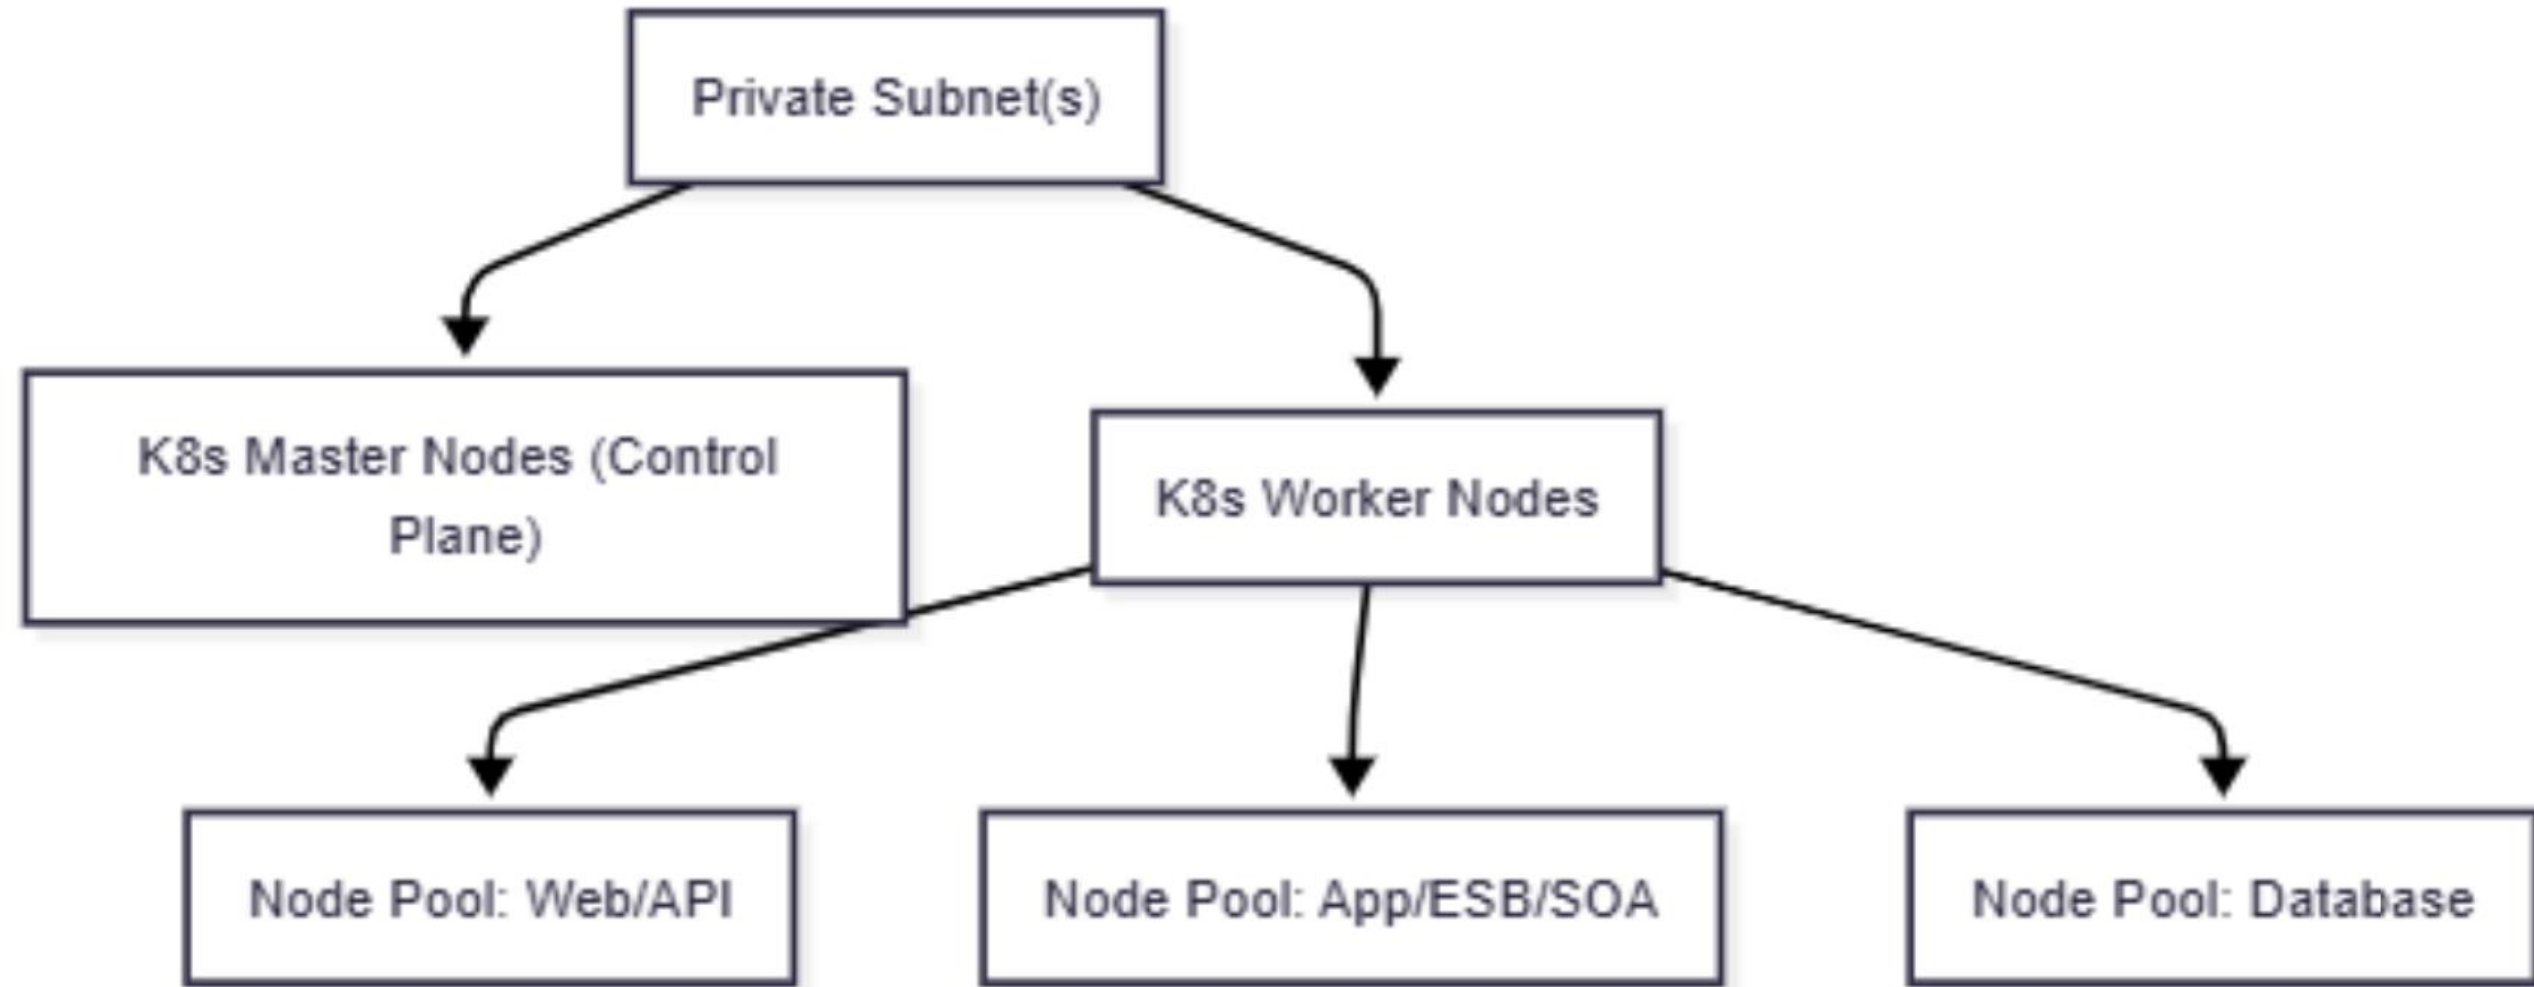 Private Subnet(s)
K8s Master Nodes (Control
Plane)
K8s Worker Nodes
Node Pool: Web/API
Node Pool: App/ESB/SOA
Node Pool: Database